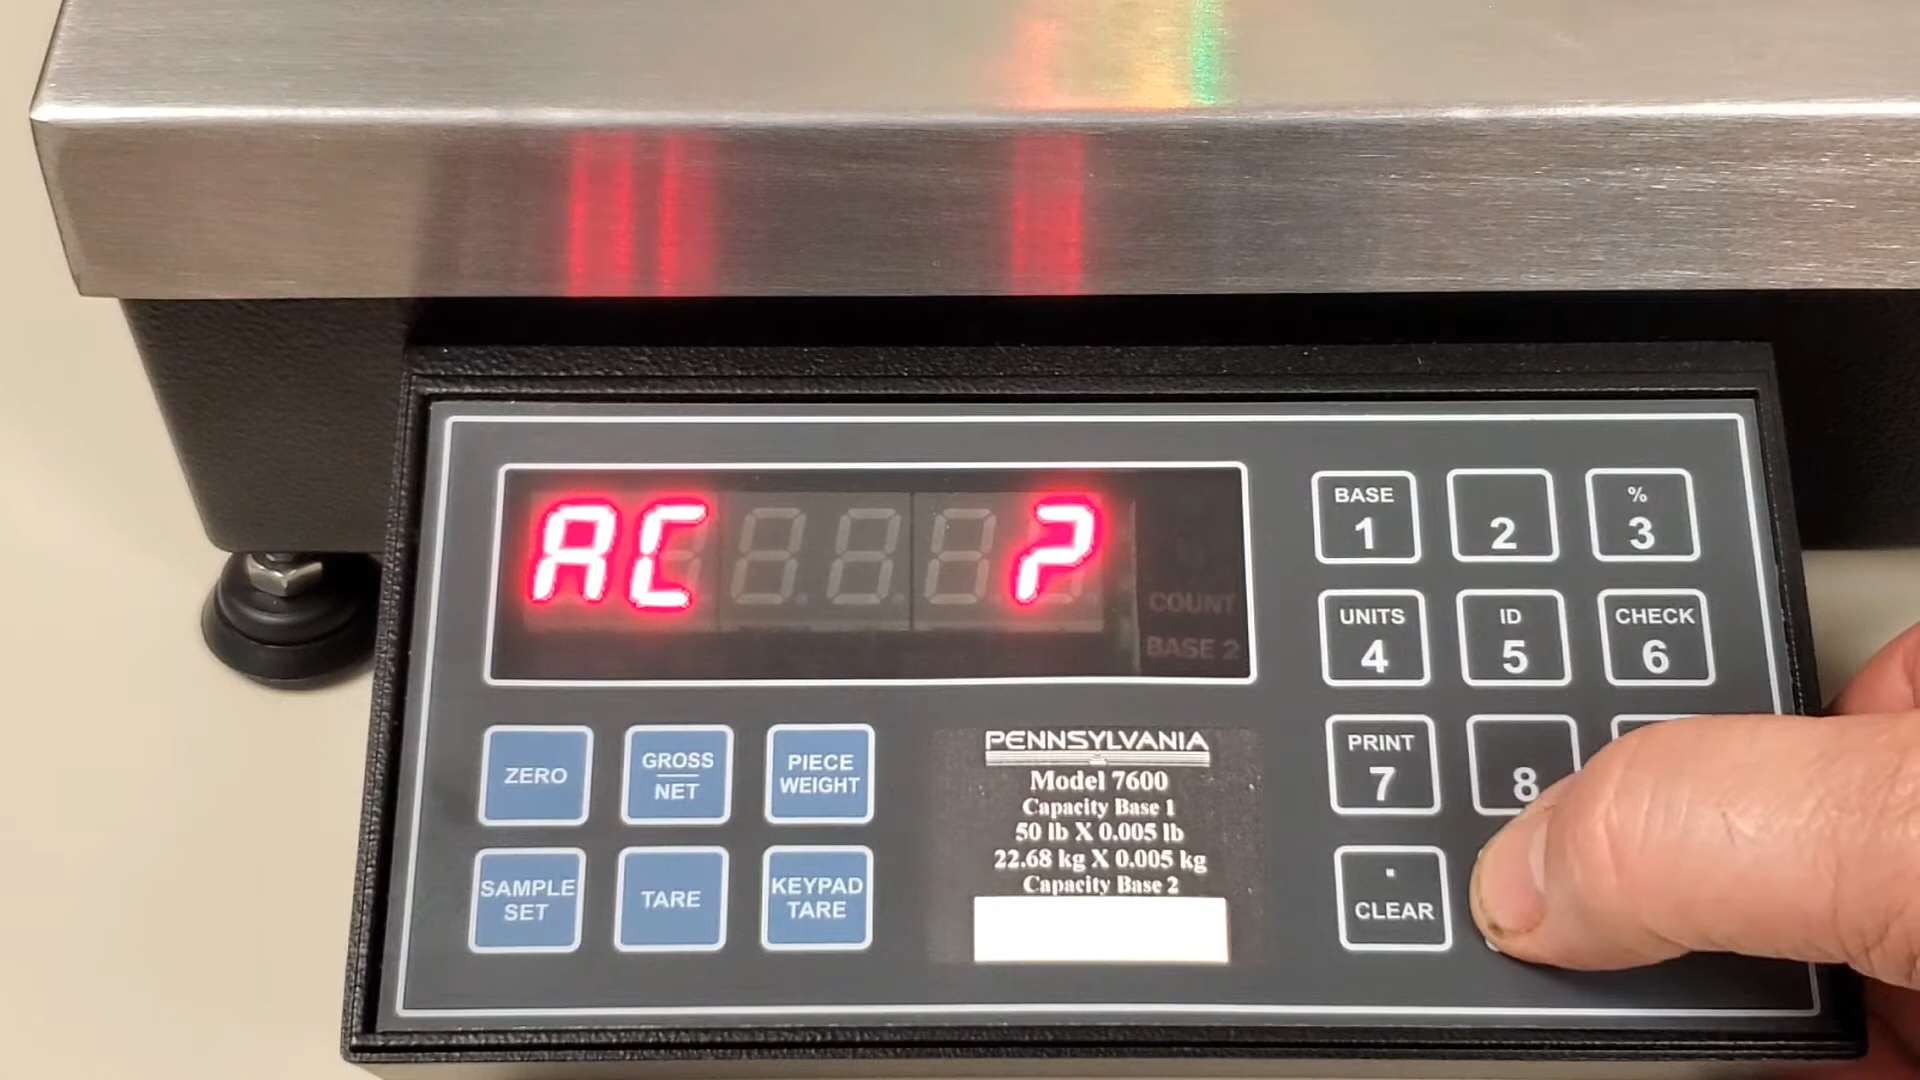 AC ?
COUNT
BASE 2
BASE
1
2
%
3
UNITS
4
ID
5
CHECK
6
PRINT
7
8
.
CLEAR
ZERO
GROSS
NET
PIECE
WEIGHT
SAMPLE
SET
TARE
KEYPAD
TARE
PENNSYLVANIA
Model 7600
Capacity Base 1
50 lb X 0.005 lb
22.68 kg X 0.005 kg
Capacity Base 2